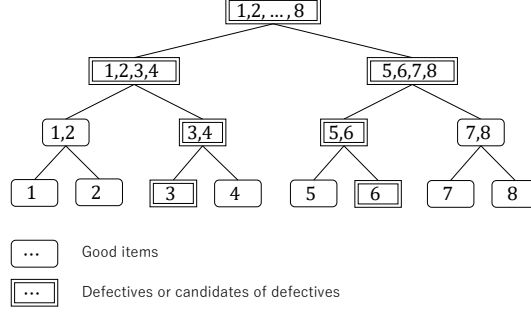 1,2, ... , 8
1,2,3,4 5,6,7,8
1,2 3,4 5,6 7,8
1 2 3 4 5 6 7 8
... Good items
... Defectives or candidates of defectives